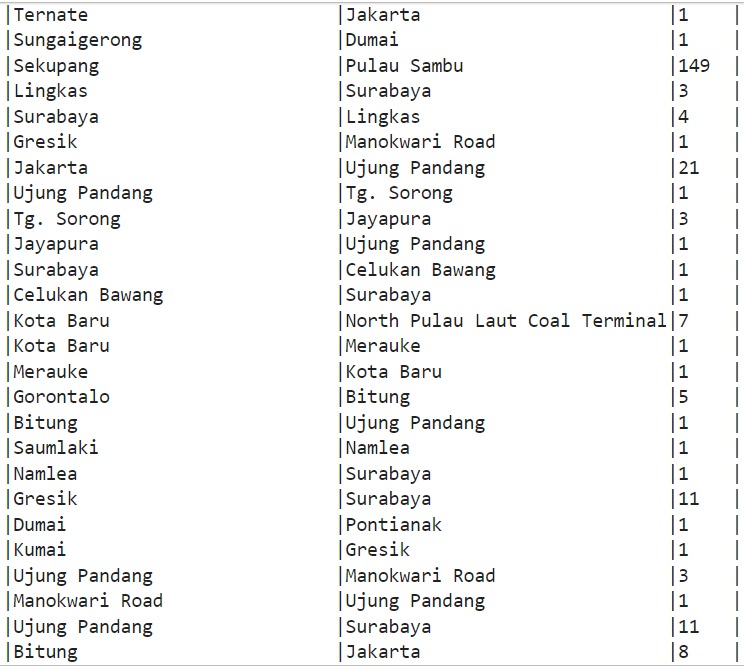 |Ternate                        |Jakarta                        |1    |
|Sungaigerong                   |Dumai                          |1    |
|Sekupang                       |Pulau Sambu                    |149  |
|Lingkas                        |Surabaya                       |3    |
|Surabaya                       |Lingkas                        |4    |
|Gresik                         |Manokwari Road                 |1    |
|Jakarta                        |Ujung Pandang                  |21   |
|Ujung Pandang                  |Tg. Sorong                     |1    |
|Tg. Sorong                     |Jayapura                       |3    |
|Jayapura                       |Ujung Pandang                  |1    |
|Surabaya                       |Celukan Bawang                 |1    |
|Celukan Bawang                 |Surabaya                       |1    |
|Kota Baru                      |North Pulau Laut Coal Terminal|7    |
|Kota Baru                      |Merauke                        |1    |
|Merauke                        |Kota Baru                      |1    |
|Gorontalo                      |Bitung                         |5    |
|Bitung                         |Ujung Pandang                  |1    |
|Saumlaki                       |Namlea                         |1    |
|Namlea                         |Surabaya                       |1    |
|Gresik                         |Surabaya                       |11   |
|Dumai                          |Pontianak                      |1    |
|Kumai                          |Gresik                         |1    |
|Ujung Pandang                  |Manokwari Road                 |3    |
|Manokwari Road                 |Ujung Pandang                  |1    |
|Ujung Pandang                  |Surabaya                       |11   |
|Bitung                         |Jakarta                        |8    |